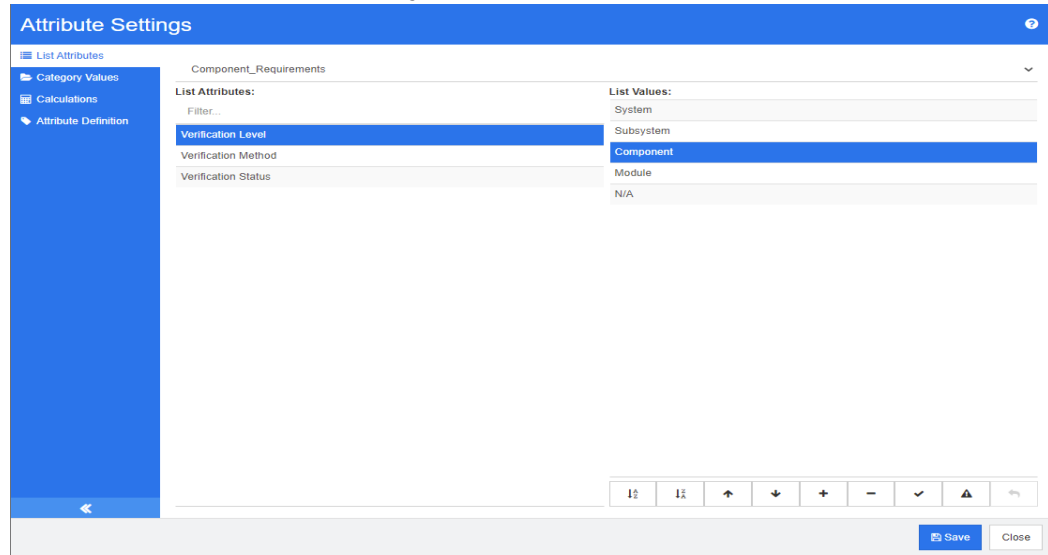 Attribute Settings
List Attributes
Category Values
Calculations
Attribute Definition
Component_Requirements
List Attributes:
Filter...
Verification Level
Verification Method
Verification Status
List Values:
System
Subsystem
Component
Module
N/A
Save
Close